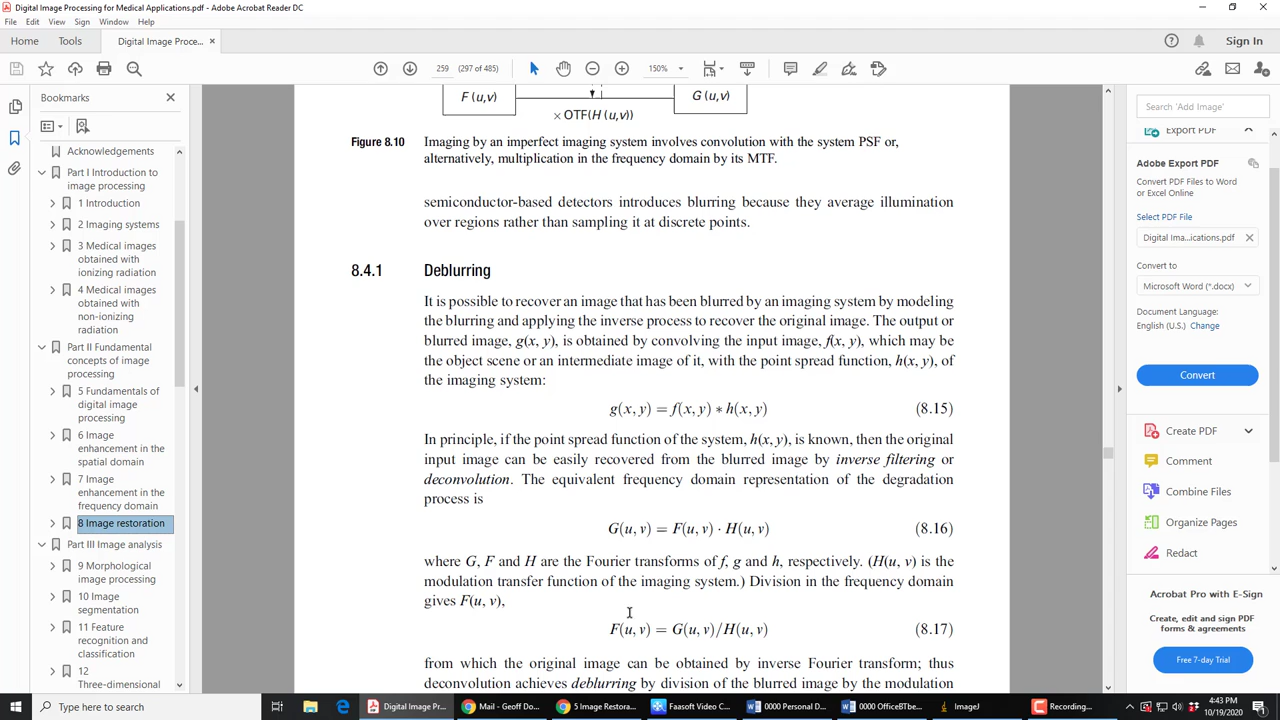 Digital Image Processing for Medical Applications.pdf - Adobe Acrobat Reader DC
File Edit View Sign Window Help
Home Tools Digital Image Proce... × Sign In
259 (297 of 485) 150%
Bookmarks
Acknowledgements
Part I Introduction to
image processing
1 Introduction
2 Imaging systems
3 Medical images
obtained with
ionizing radiation
4 Medical images
obtained with
non-ionizing
radiation
Part II Fundamental
concepts of image
processing
5 Fundamentals of
digital image
processing
6 Image
enhancement in the
spatial domain
7 Image
enhancement in the
frequency domain
8 Image restoration
Part III Image analysis
9 Morphological
image processing
10 Image
segmentation
11 Feature
recognition and
classification
12
Three-dimensional
F (u,v) G (u,v)
× OTF(H (u,v))
Figure 8.10 Imaging by an imperfect imaging system involves convolution with the system PSF or,
alternatively, multiplication in the frequency domain by its MTF.
semiconductor-based detectors introduces blurring because they average illumination
over regions rather than sampling it at discrete points.
8.4.1 Deblurring
It is possible to recover an image that has been blurred by an imaging system by modeling
the blurring and applying the inverse process to recover the original image. The output or
blurred image, g(x, y), is obtained by convolving the input image, f(x, y), which may be
the object scene or an intermediate image of it, with the point spread function, h(x, y), of
the imaging system:
g(x, y) = f(x, y) ∗ h(x, y) (8.15)
In principle, if the point spread function of the system, h(x, y), is known, then the original
input image can be easily recovered from the blurred image by inverse filtering or
deconvolution. The equivalent frequency domain representation of the degradation
process is
G(u, v) = F(u, v) · H(u, v) (8.16)
where G, F and H are the Fourier transforms of f, g and h, respectively. (H(u, v) is the
modulation transfer function of the imaging system.) Division in the frequency domain
gives F(u, v),
F(u, v) = G(u, v)/H(u, v) (8.17)
from which the original image can be obtained by inverse Fourier transform; thus
deconvolution achieves deblurring by division of the blurred image by the modulation
Search 'Add Image'
Export PDF
Adobe Export PDF
Convert PDF Files to Word
or Excel Online
Select PDF File
Digital Ima...ications.pdf ×
Convert to
Microsoft Word (*.docx)
Document Language:
English (U.S.) Change
Convert
Create PDF
Comment
Combine Files
Organize Pages
Redact
Acrobat Pro with E-Sign
Create, edit and sign PDF
forms & agreements
Free 7-day Trial
Type here to search
Digital Image Pr...
Mail - Geoff Do...
5 Image Restora...
Faasoft Video C...
0000 Personal D...
0000 OfficeBTbe...
ImageJ
Recording...
4:43 PM
10/19/2020